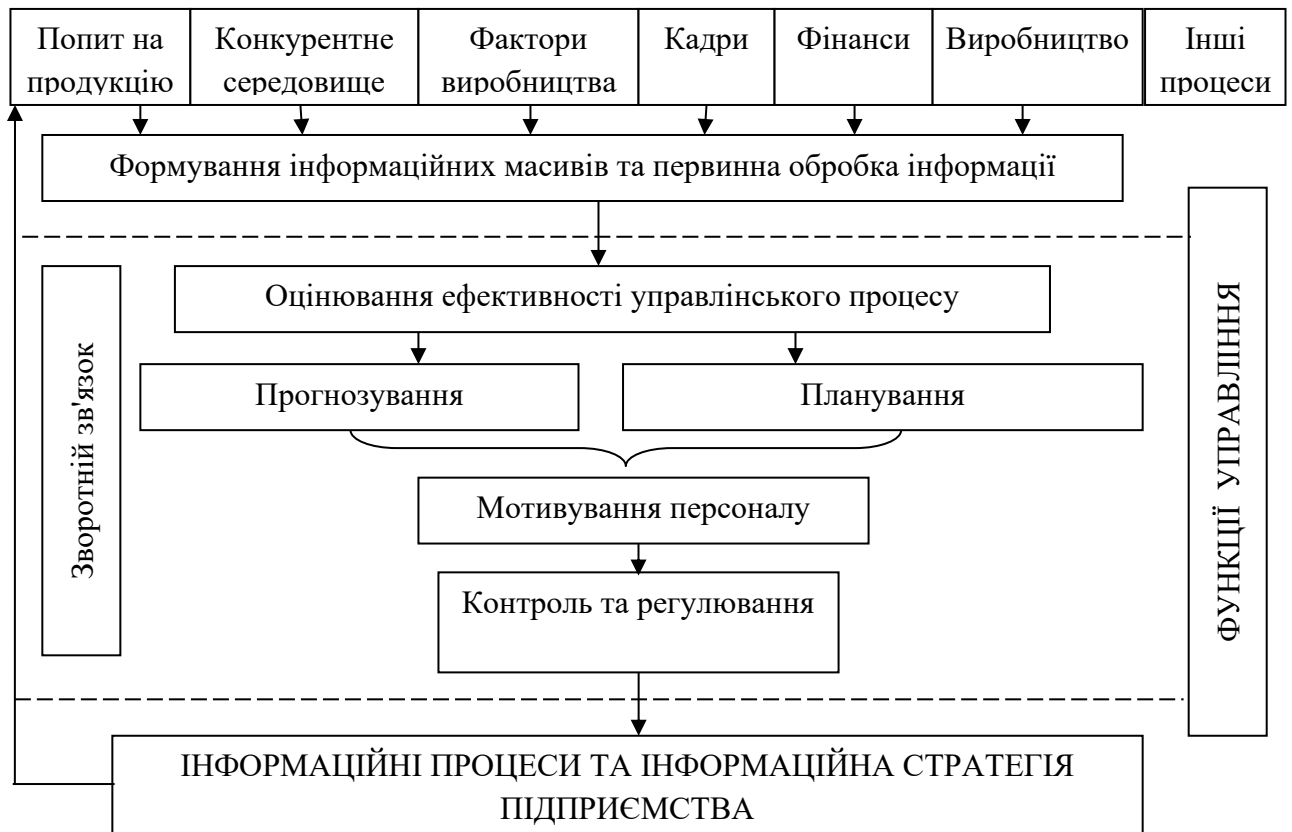 Попит на
продукцію
Конкурентне
середовище
Фактори
виробництва
Кадри
Фінанси
Виробництво
Інші
процеси
Формування інформаційних масивів та первинна обробка інформації
Оцінювання ефективності управлінського процесу
Прогнозування
Планування
Мотивування персоналу
Контроль та регулювання
Зворотній зв'язок
ФУНКЦІЇ УПРАВЛІННЯ
ІНФОРМАЦІЙНІ ПРОЦЕСИ ТА ІНФОРМАЦІЙНА СТРАТЕГІЯ
ПІДПРИЄМСТВА